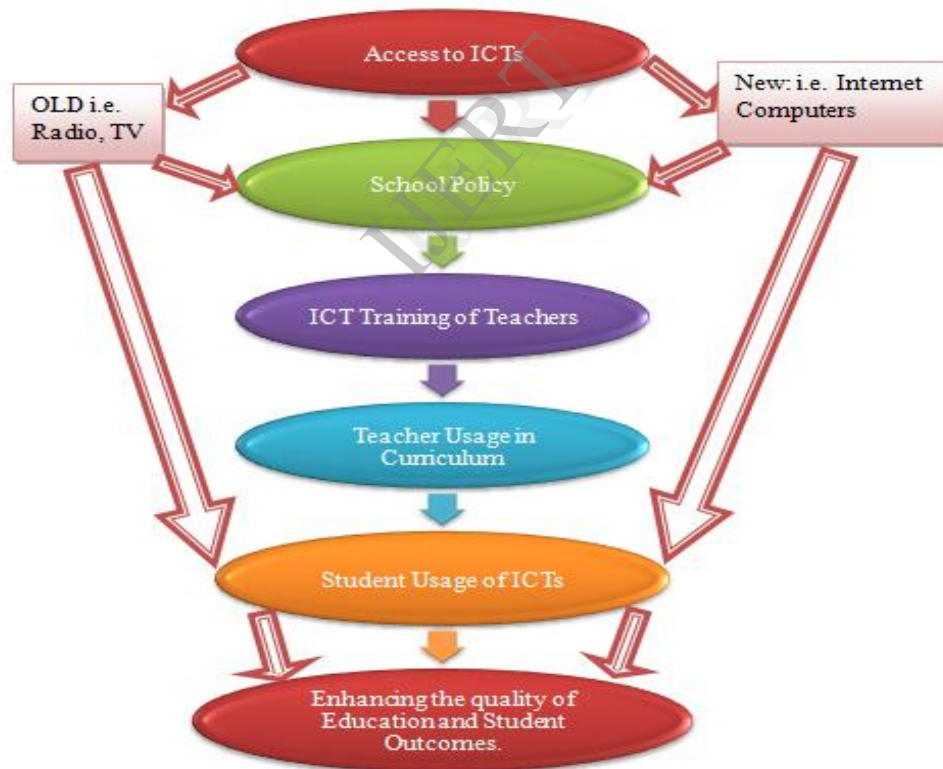 Access to ICTs
OLD i.e.
Radio, TV
New: i.e. Internet
Computers
School Policy
IJERT
ICT Training of Teachers
Teacher Usage in
Curriculum
Student Usage of ICTs
Enhancing the quality of
Education and Student
Outcomes.